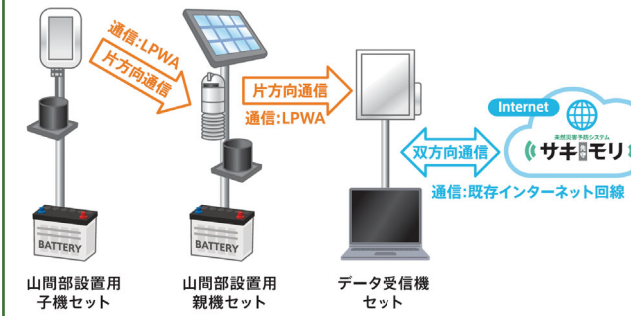 通信:LPWA
片方向通信
片方向通信
通信:LPWA
Internet
未然災害予防システム
サキモリ
双方向通信
通信:既存インターネット回線
BATTERY
BATTERY
山間部設置用
子機セット
山間部設置用
親機セット
データ受信機
セット